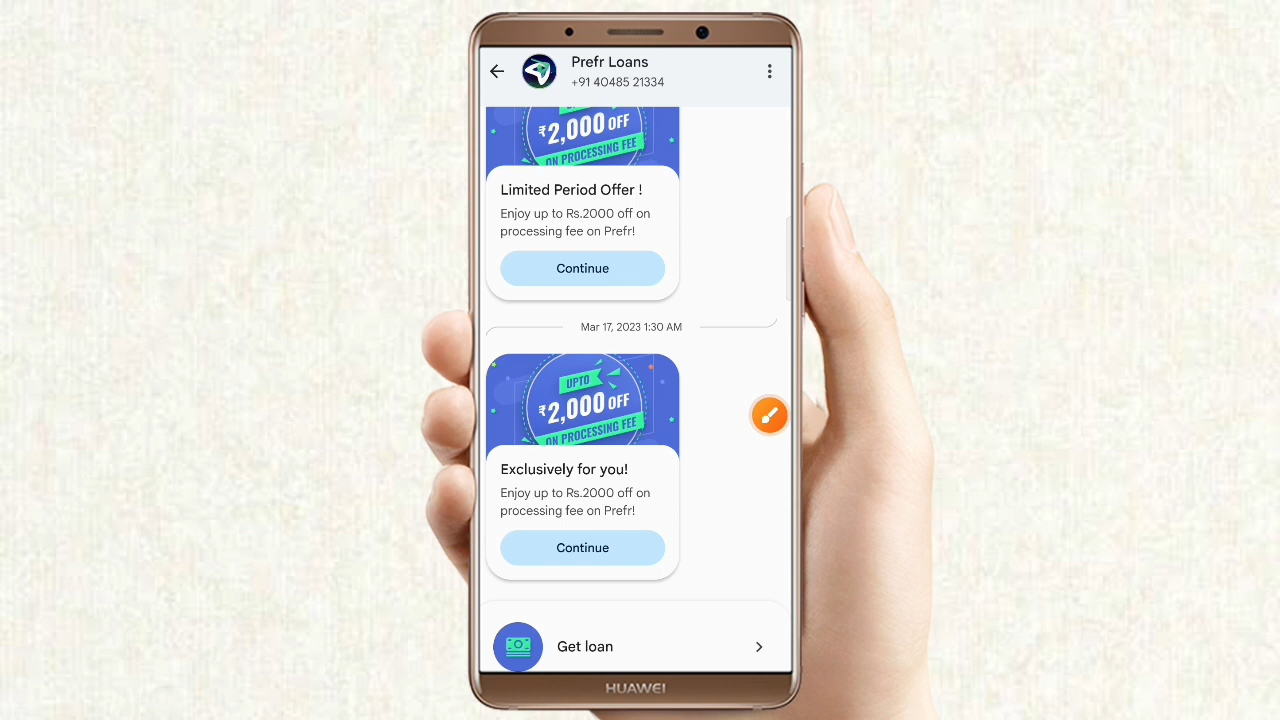 Prefr Loans
+91 40485 21334
₹2,000 OFF
ON PROCESSING FEE
Limited Period Offer !
Enjoy up to Rs.2000 off on
processing fee on Prefr!
Continue
Mar 17, 2023 1:30 AM
UPTO
₹2,000 OFF
ON PROCESSING FEE
Exclusively for you!
Enjoy up to Rs.2000 off on
processing fee on Prefr!
Continue
Get loan
HUAWEI